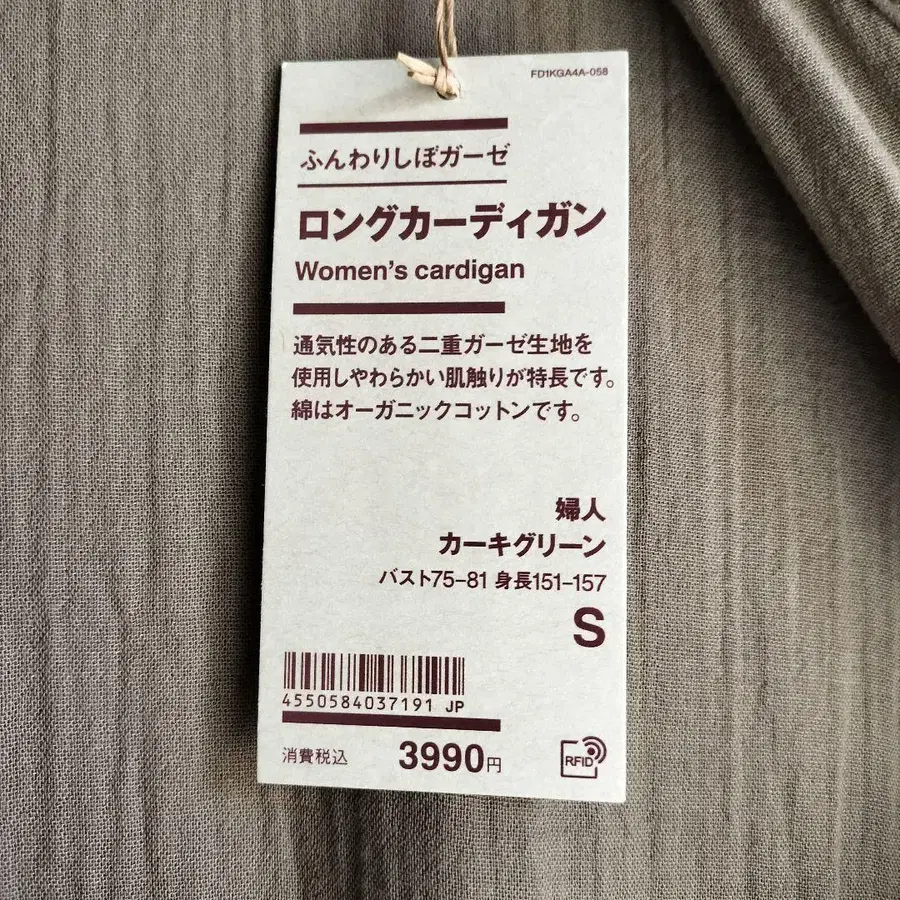 FD1KGA4A-058
ふんわりしぼガーゼ
ロングカーディガン
Women's cardigan
通気性のある二重ガーゼ生地を
使用しやわらかい肌触りが特長です。
綿はオーガニックコットンです。
婦人
カーキグリーン
バスト75-81 身長151-157
S
4550584037191 JP
消費税込 3990円
RFID